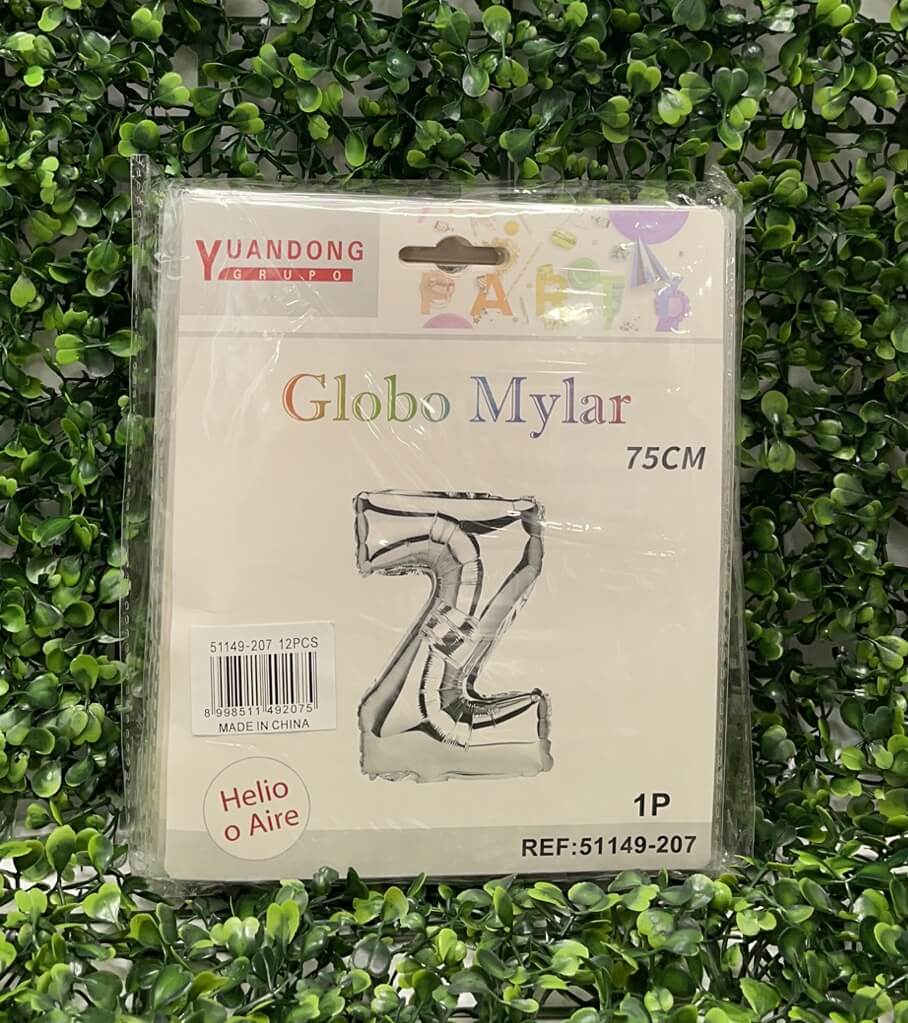 YUANDONG
GRUPO
PARTY
Globo Mylar
75CM
51149-207 12PCS
8 998511 492075
MADE IN CHINA
Helio
o Aire
1P
REF:51149-207